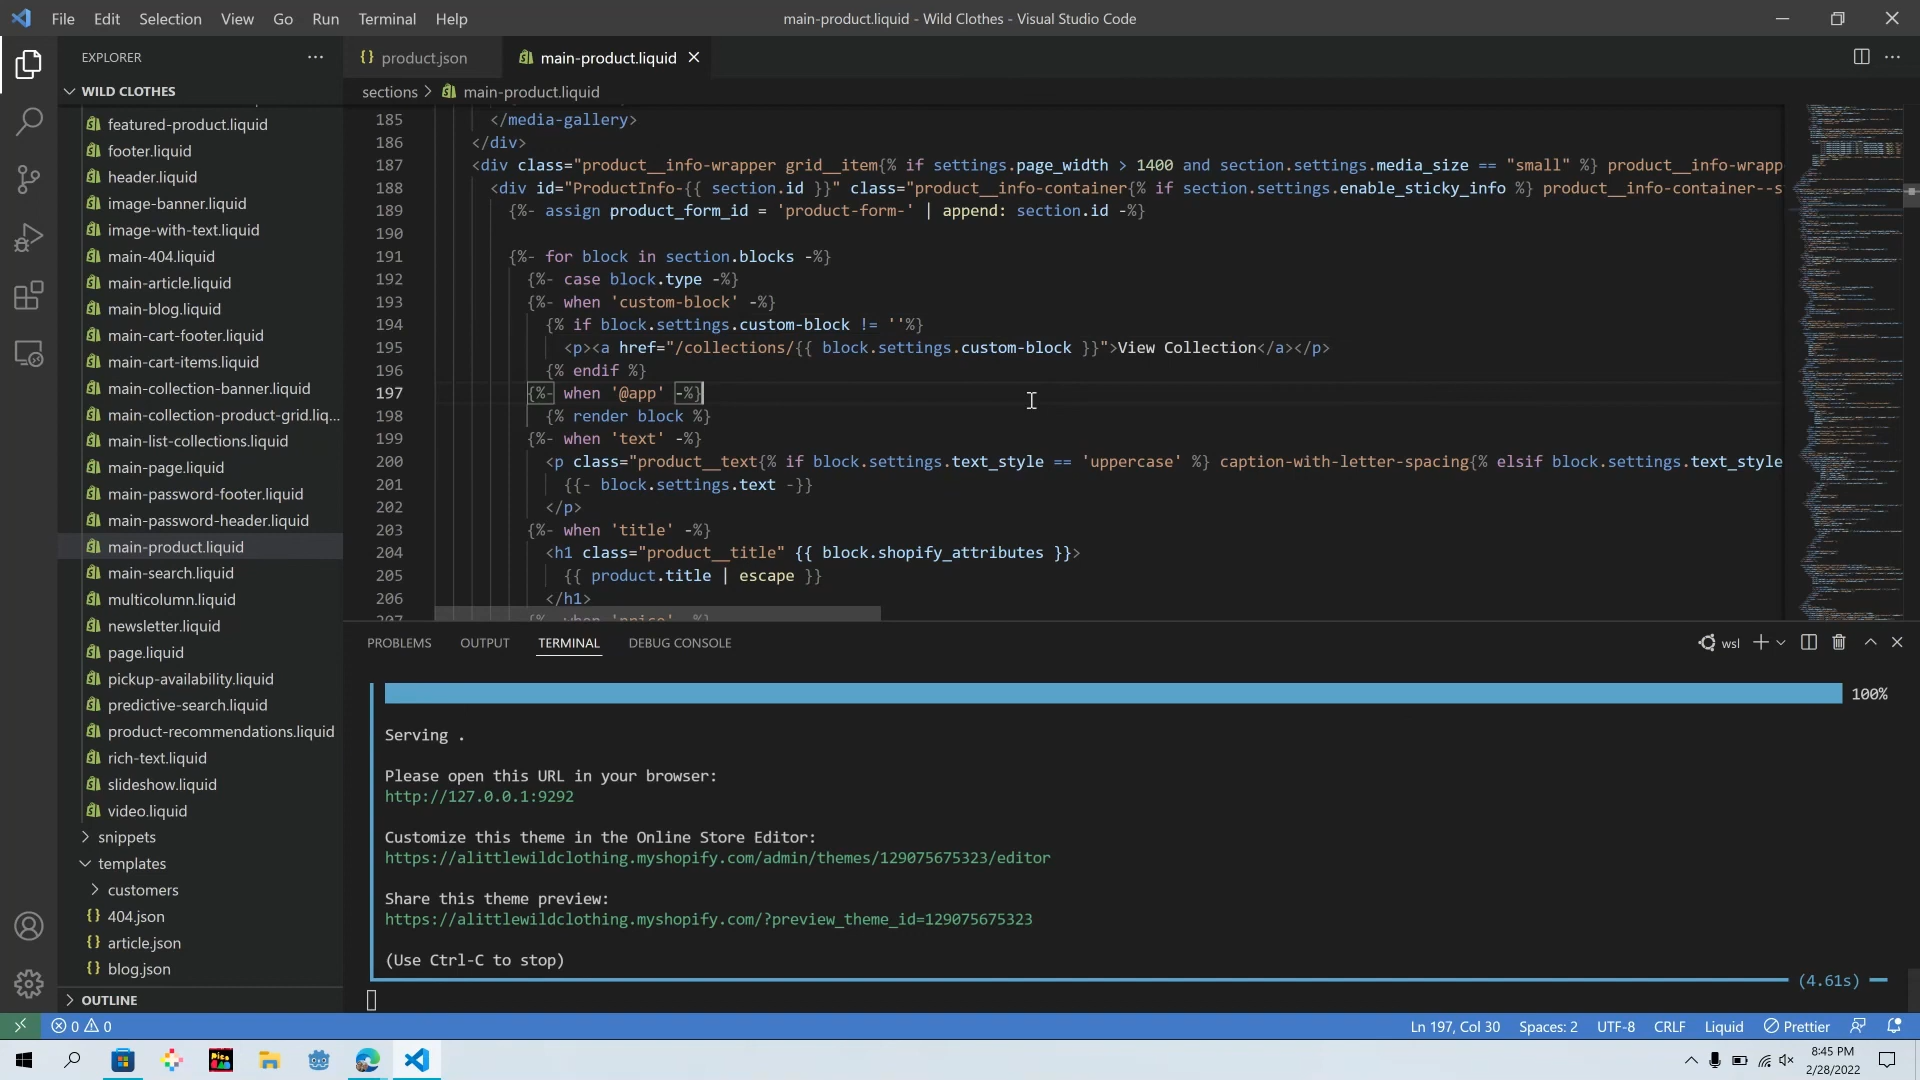 File Edit Selection View Go Run Terminal Help
main-product.liquid - Wild Clothes - Visual Studio Code
EXPLORER
WILD CLOTHES
featured-product.liquid
footer.liquid
header.liquid
image-banner.liquid
image-with-text.liquid
main-404.liquid
main-article.liquid
main-blog.liquid
main-cart-footer.liquid
main-cart-items.liquid
main-collection-banner.liquid
main-collection-product-grid.liq...
main-list-collections.liquid
main-page.liquid
main-password-footer.liquid
main-password-header.liquid
main-product.liquid
main-search.liquid
multicolumn.liquid
newsletter.liquid
page.liquid
pickup-availability.liquid
predictive-search.liquid
product-recommendations.liquid
rich-text.liquid
slideshow.liquid
video.liquid
snippets
templates
customers
{} 404.json
{} article.json
{} blog.json
OUTLINE
{} product.json
main-product.liquid
sections > main-product.liquid
185 </media-gallery>
186 </div>
187 <div class="product__info-wrapper grid__item{% if settings.page_width > 1400 and section.settings.media_size == "small" %} product__info-wrapp
188 <div id="ProductInfo-{{ section.id }}" class="product__info-container{% if section.settings.enable_sticky_info %} product__info-container--s
189 {%- assign product_form_id = 'product-form-' | append: section.id -%}
190
191 {%- for block in section.blocks -%}
192 {%- case block.type -%}
193 {%- when 'custom-block' -%}
194 {% if block.settings.custom-block != ''%}
195 <p><a href="/collections/{{ block.settings.custom-block }}">View Collection</a></p>
196 {% endif %}
197 {%- when '@app' -%}
198 {% render block %}
199 {%- when 'text' -%}
200 <p class="product__text{% if block.settings.text_style == 'uppercase' %} caption-with-letter-spacing{% elsif block.settings.text_style
201 {{- block.settings.text -}}
202 </p>
203 {%- when 'title' -%}
204 <h1 class="product__title" {{ block.shopify_attributes }}>
205 {{ product.title | escape }}
206 </h1>
PROBLEMS OUTPUT TERMINAL DEBUG CONSOLE
wsl
100%
Serving .
Please open this URL in your browser:
http://127.0.0.1:9292
Customize this theme in the Online Store Editor:
https://alittlewildclothing.myshopify.com/admin/themes/129075675323/editor
Share this theme preview:
https://alittlewildclothing.myshopify.com/?preview_theme_id=129075675323
(Use Ctrl-C to stop)
(4.61s)
0 0
Ln 197, Col 30 Spaces: 2 UTF-8 CRLF Liquid Prettier
8:45 PM
2/28/2022